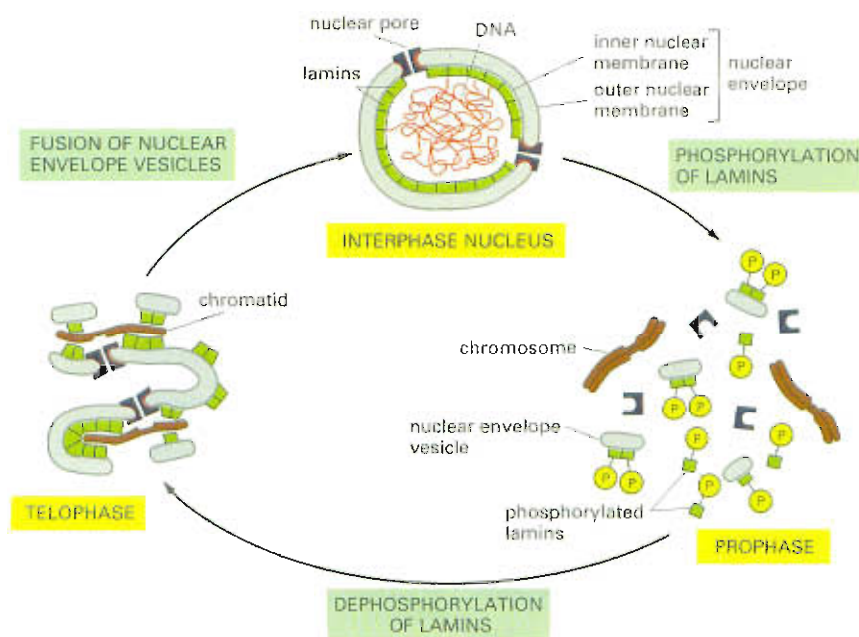 nuclear pore
DNA
lamins
inner nuclear
membrane
outer nuclear
membrane
nuclear
envelope
FUSION OF NUCLEAR
ENVELOPE VESICLES
PHOSPHORYLATION
OF LAMINS
INTERPHASE NUCLEUS
chromatid
P
P
chromosome
P
P
P
nuclear envelope
vesicle
P
P
P
P
P
P
P
phosphorylated
lamins
TELOPHASE
PROPHASE
DEPHOSPHORYLATION
OF LAMINS